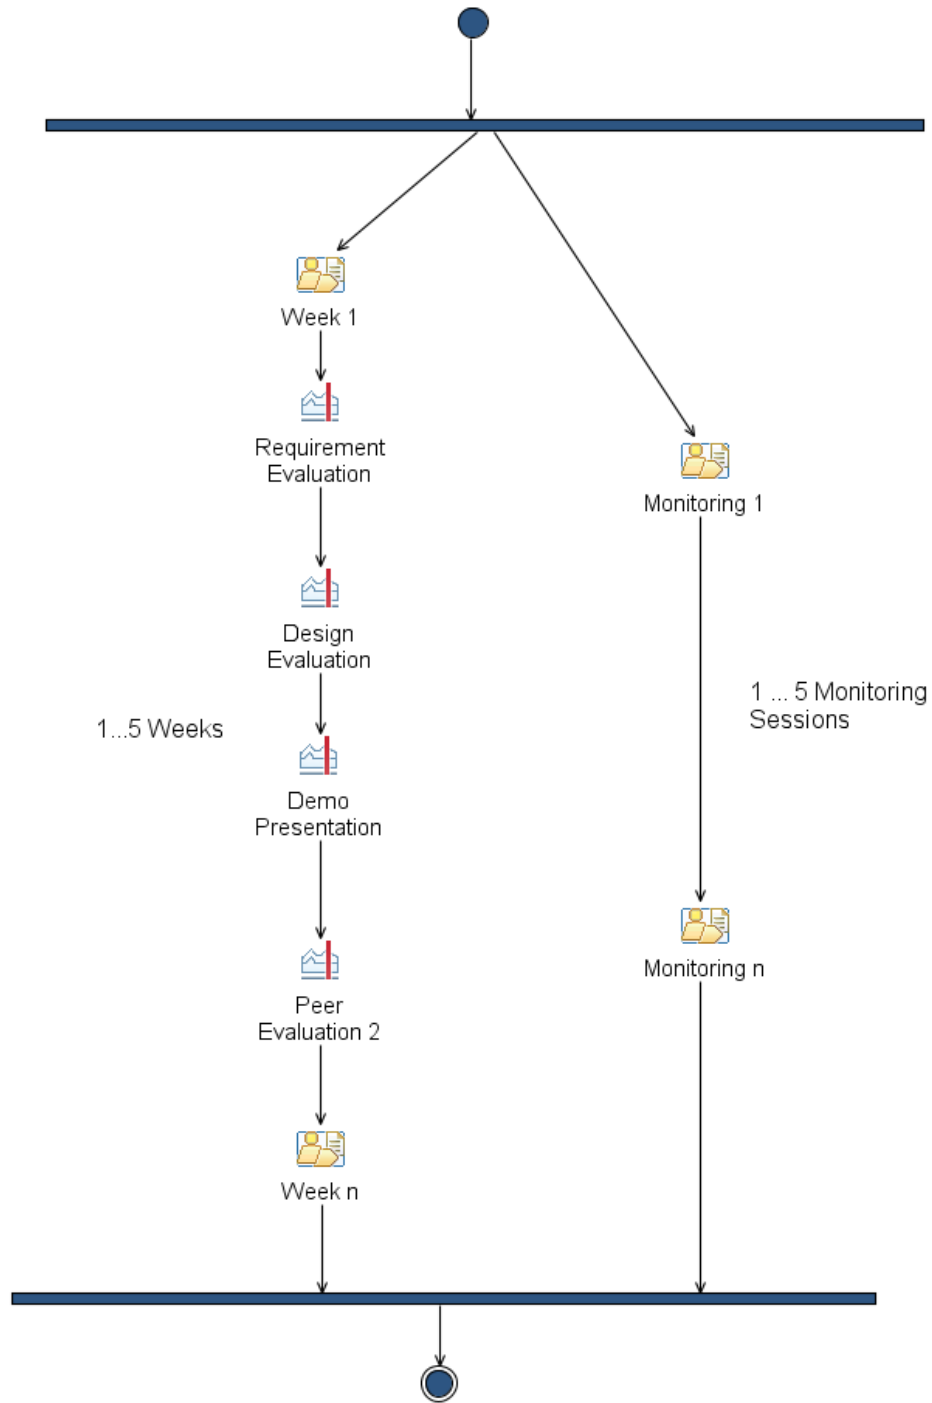 Week 1
Requirement
Evaluation
Monitoring 1
Design
Evaluation
1...5 Weeks
1 ... 5 Monitoring
Sessions
Demo
Presentation
Monitoring n
Peer
Evaluation 2
Week n